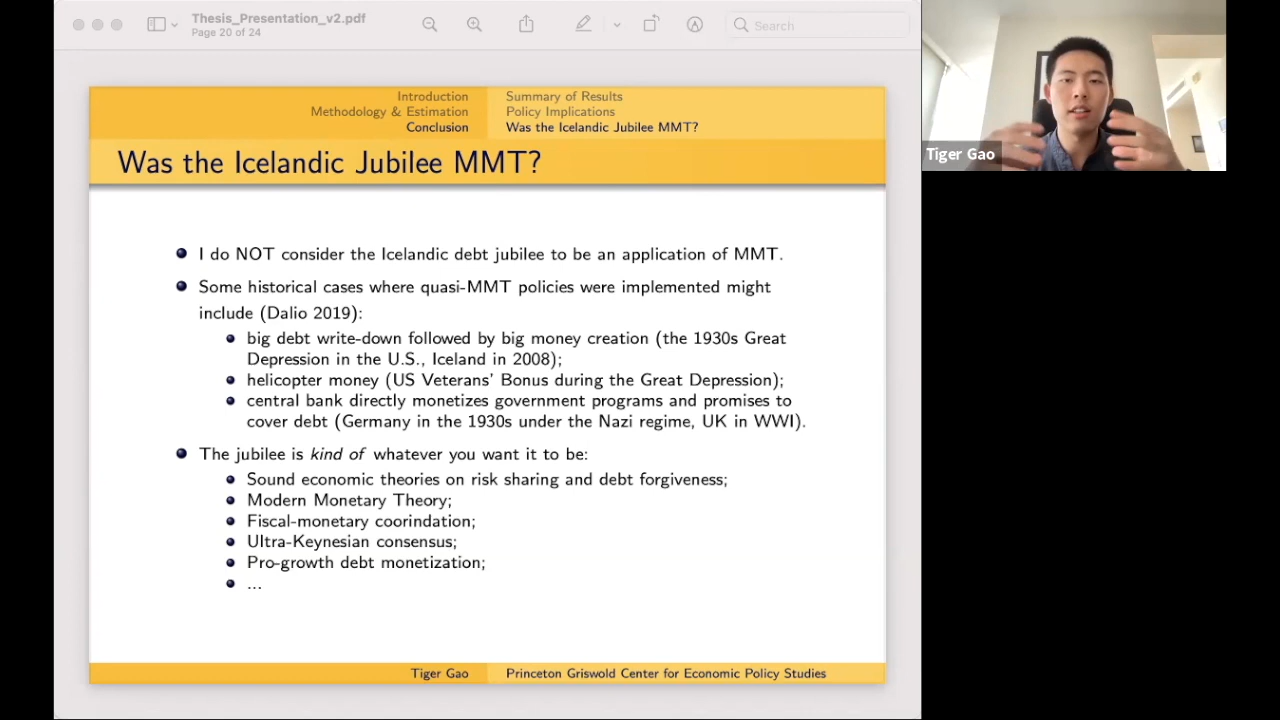 Thesis_Presentation_v2.pdf
Page 20 of 24
Search
Introduction
Methodology & Estimation
Conclusion
Summary of Results
Policy Implications
Was the Icelandic Jubilee MMT?
Was the Icelandic Jubilee MMT?
I do NOT consider the Icelandic debt jubilee to be an application of MMT.
Some historical cases where quasi-MMT policies were implemented might
include (Dalio 2019):
big debt write-down followed by big money creation (the 1930s Great
Depression in the U.S., Iceland in 2008);
helicopter money (US Veterans' Bonus during the Great Depression);
central bank directly monetizes government programs and promises to
cover debt (Germany in the 1930s under the Nazi regime, UK in WWI).
The jubilee is kind of whatever you want it to be:
Sound economic theories on risk sharing and debt forgiveness;
Modern Monetary Theory;
Fiscal-monetary coorindation;
Ultra-Keynesian consensus;
Pro-growth debt monetization;
...
Tiger Gao
Princeton Griswold Center for Economic Policy Studies
Tiger Gao